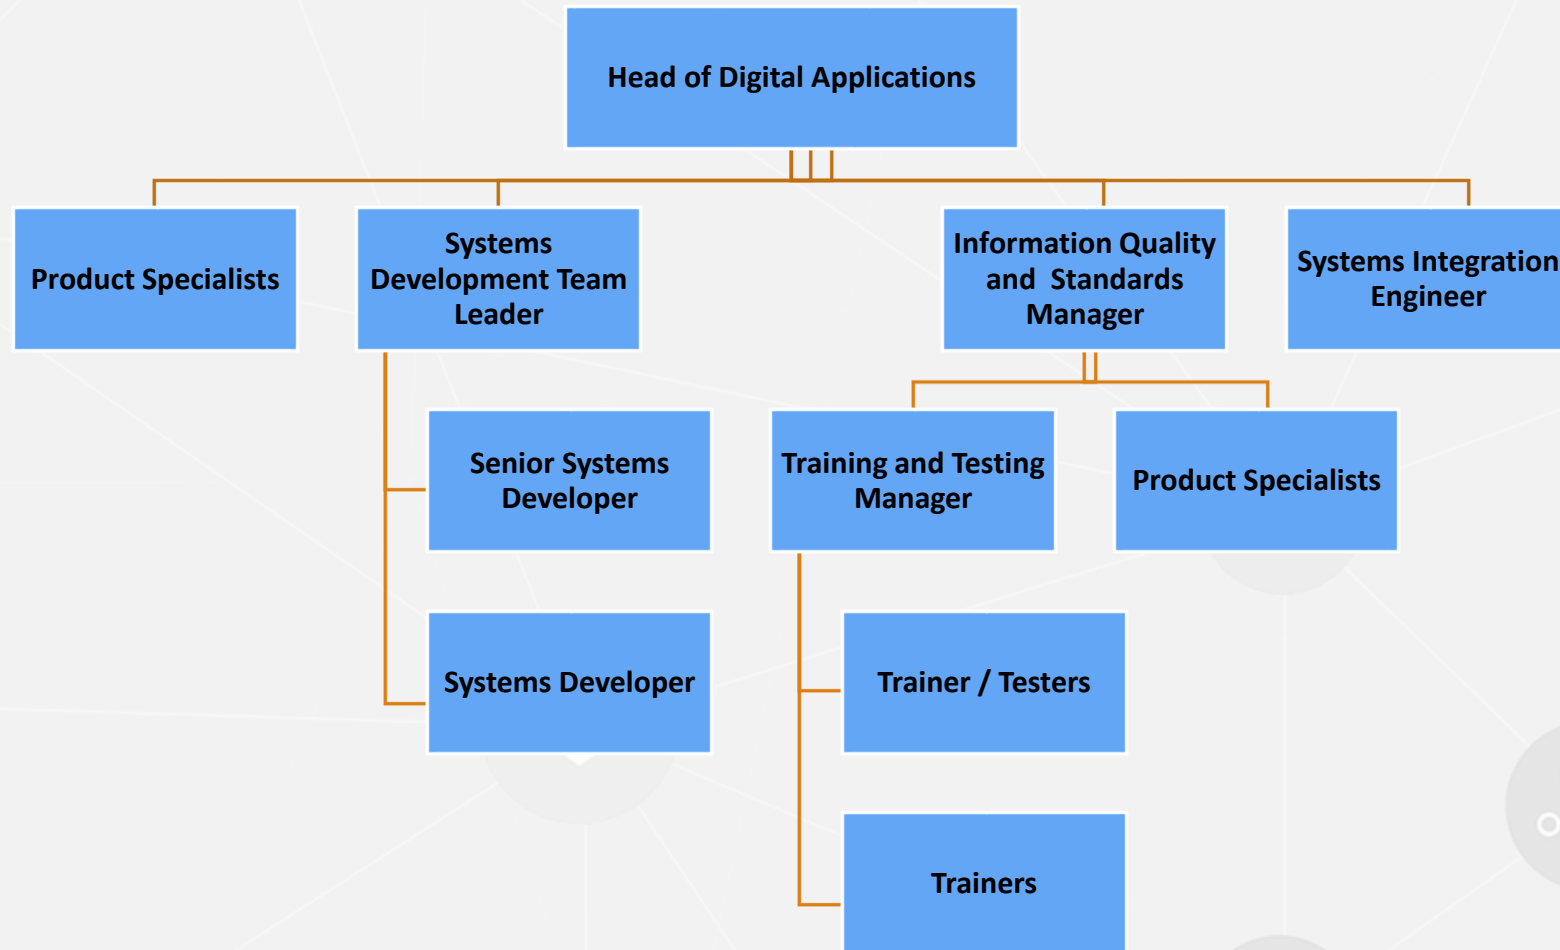 Head of Digital Applications
Product Specialists
Systems
Development Team
Leader
Information Quality
and  Standards
Manager
Systems Integration
Engineer
Senior Systems
Developer
Training and Testing
Manager
Product Specialists
Systems Developer
Trainer / Testers
Trainers